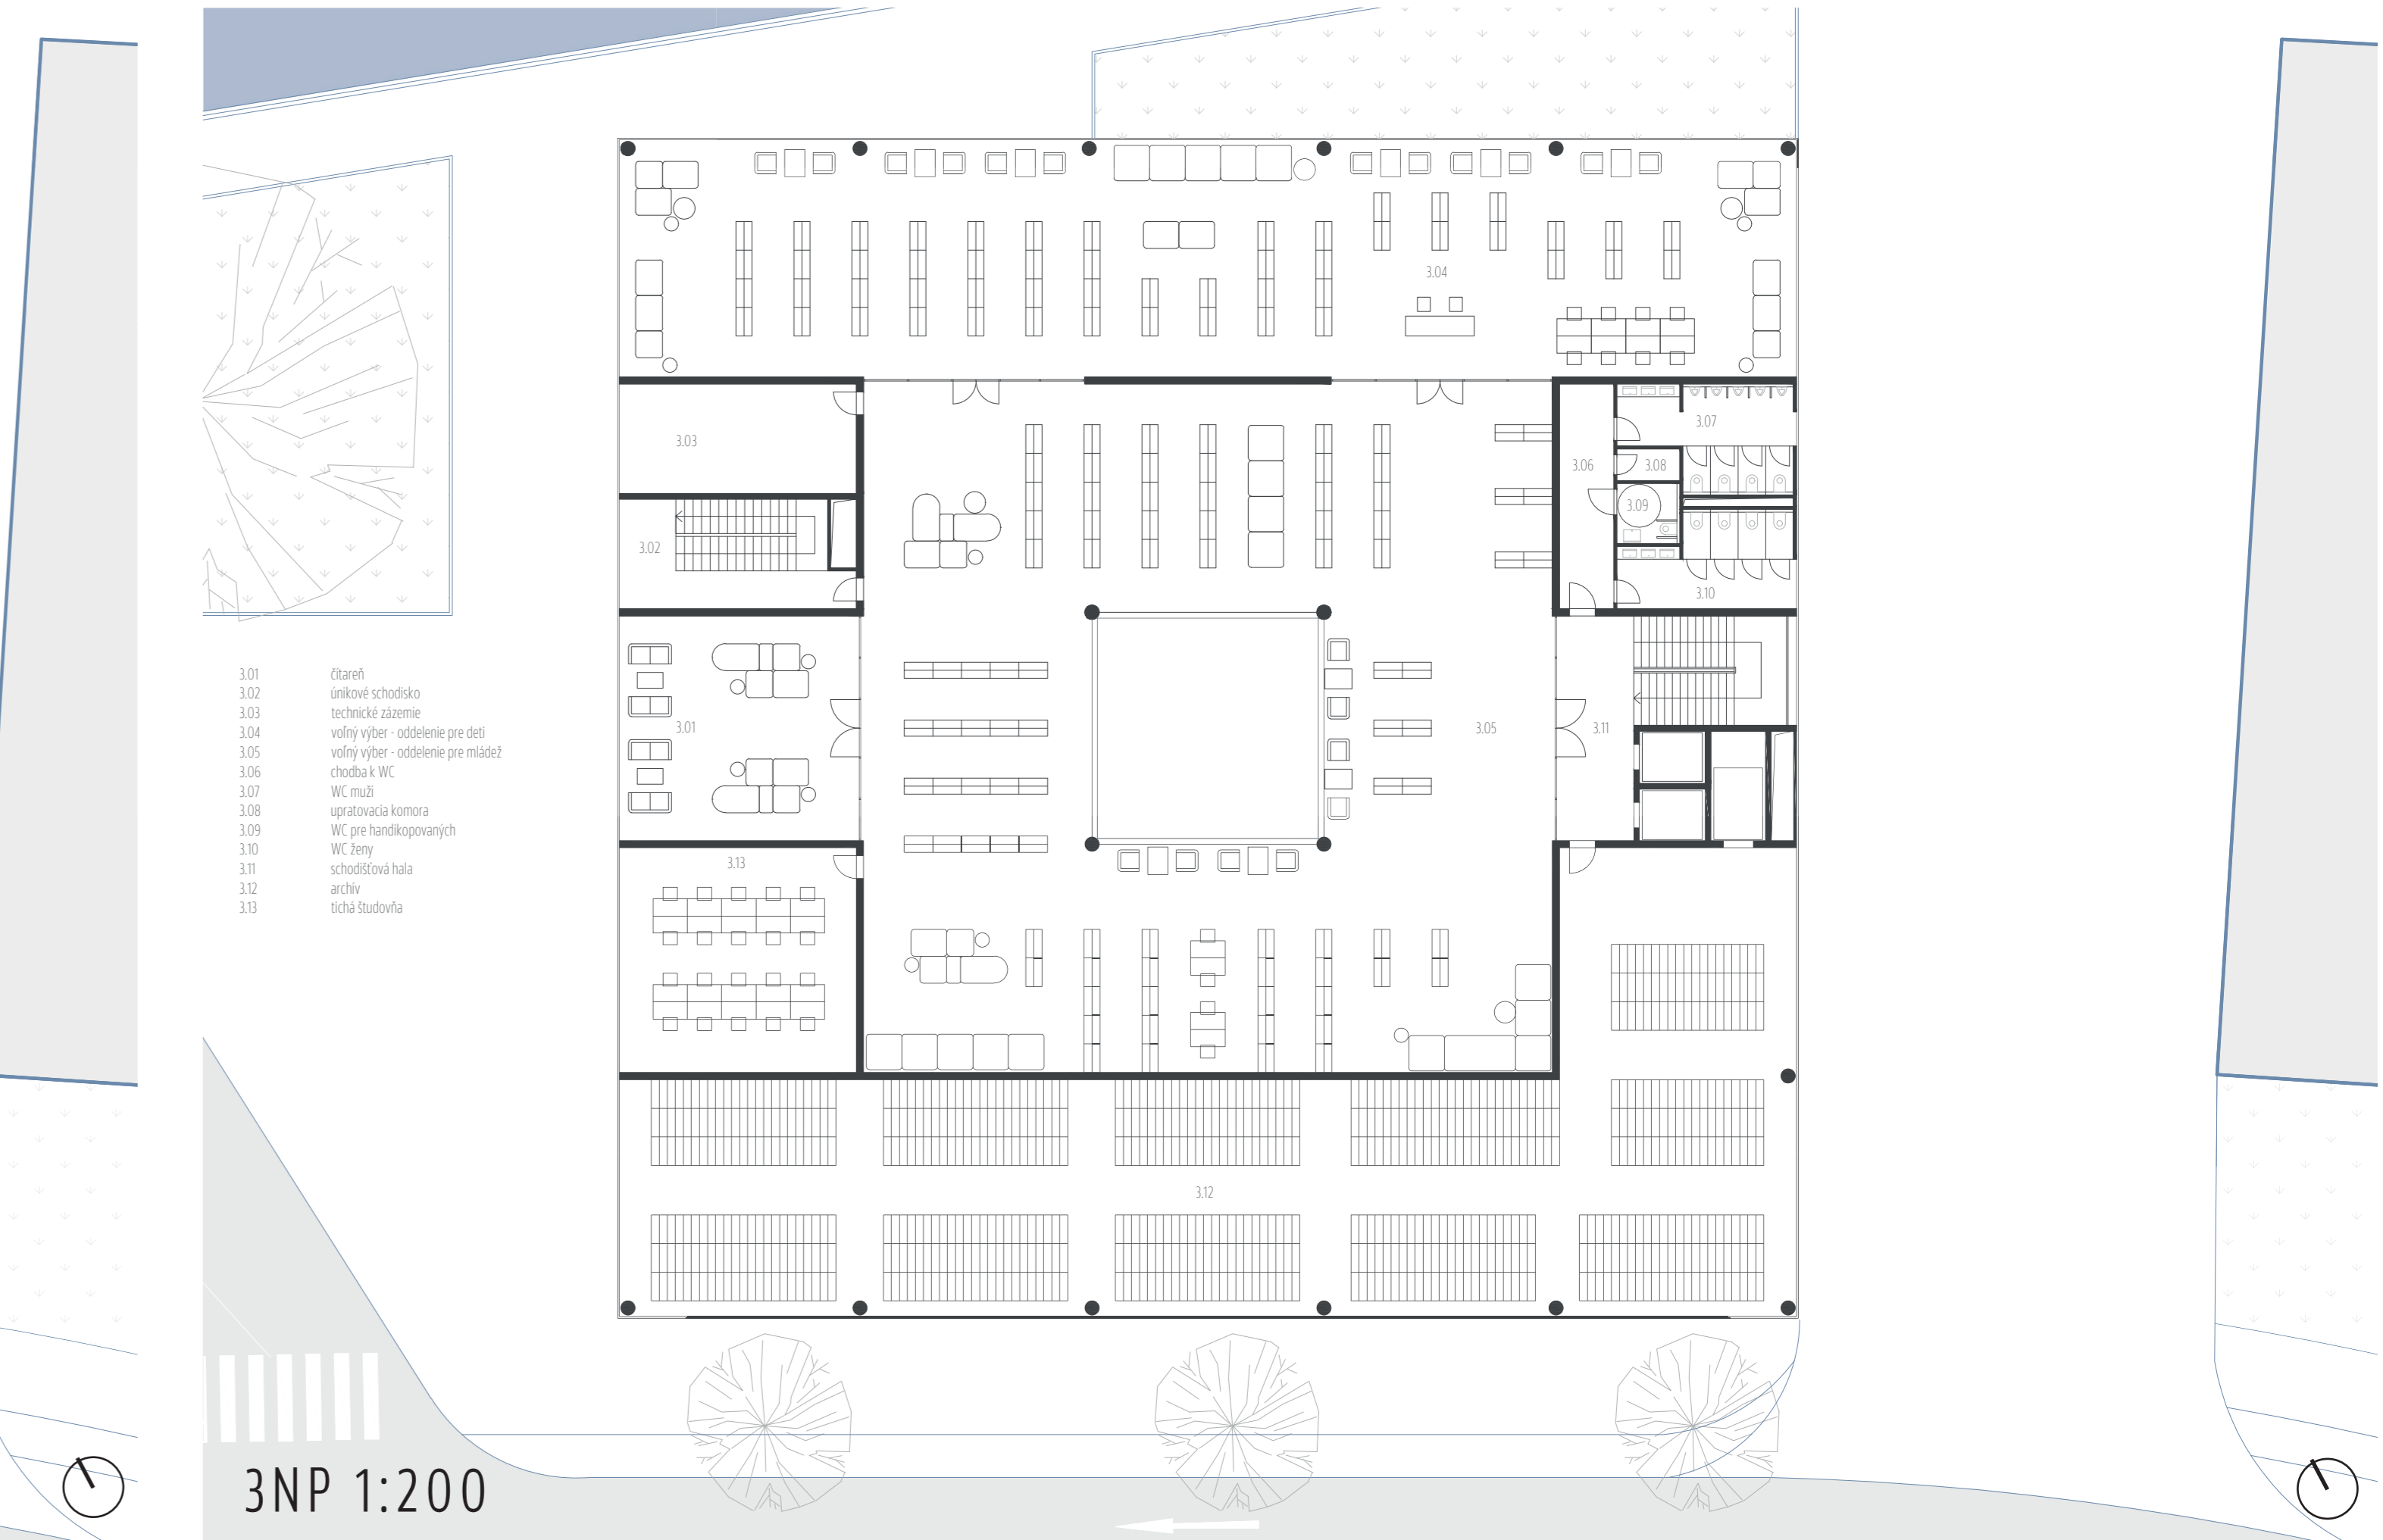 3.04
3.03
3.07
3.06
3.08
3.09
3.02
3.10
3.01
3.05
3.11
3.13
3.12
3.01 čítareň
3.02 únikové schodisko
3.03 technické zázemie
3.04 voľný výber - oddelenie pre deti
3.05 voľný výber - oddelenie pre mládež
3.06 chodba k WC
3.07 WC muži
3.08 upratovacia komora
3.09 WC pre handikopovaných
3.10 WC ženy
3.11 schodišťová hala
3.12 archív
3.13 tichá študovňa
3NP 1:200